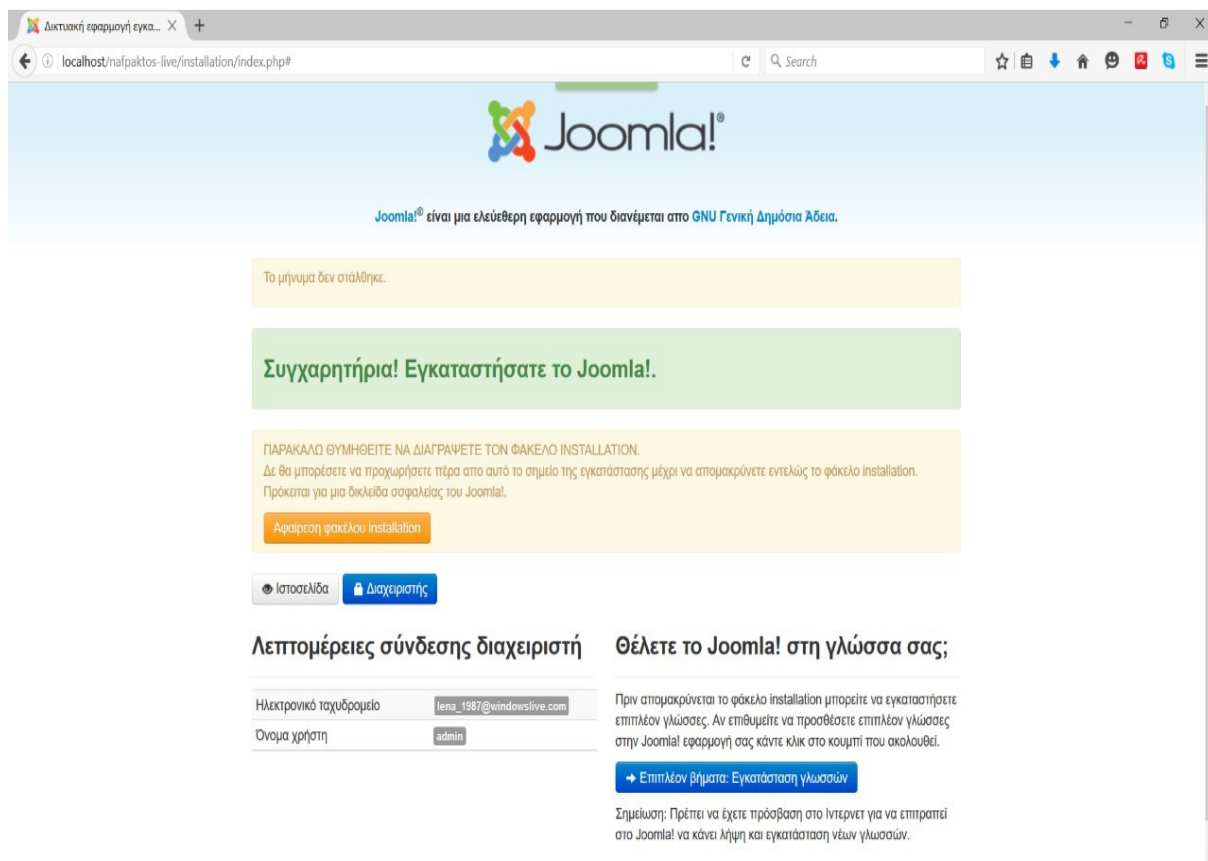 Δικτυακή εφαρμογή εγκα...
localhost/nafpaktos-live/installation/index.php#
Search
Joomla!®
Joomla!® είναι μια ελεύθερη εφαρμογή που διανέμεται απο GNU Γενική Δημόσια Άδεια.
Το μήνυμα δεν στάλθηκε.
Συγχαρητήρια! Εγκαταστήσατε το Joomla!.
ΠΑΡΑΚΑΛΩ ΘΥΜΗΘΕΙΤΕ ΝΑ ΔΙΑΓΡΑΨΕΤΕ ΤΟΝ ΦΑΚΕΛΟ INSTALLATION.
Δε θα μπορέσετε να προχωρήσετε πέρα απο αυτό το σημείο της εγκατάστασης μέχρι να απομακρύνετε εντελώς το φάκελο installation.
Πρόκειται για μια δικλείδα ασφαλείας του Joomla!.
Αφαίρεση φακέλου installation
Ιστοσελίδα
Διαχειριστής
Λεπτομέρειες σύνδεσης διαχειριστή
Ηλεκτρονικό ταχυδρομείο lena_1987@windowslive.com
Όνομα χρήστη admin
Θέλετε το Joomla! στη γλώσσα σας;
Πριν απομακρύνεται το φάκελο installation μπορείτε να εγκαταστήσετε
επιπλέον γλώσσες. Αν επιθυμείτε να προσθέσετε επιπλέον γλώσσες
στην Joomla! εφαρμογή σας κάντε κλικ στο κουμπί που ακολουθεί.
Επιπλέον βήματα: Εγκατάσταση γλωσσών
Σημείωση: Πρέπει να έχετε πρόσβαση στο Ιντερνετ για να επιτραπεί
στο Joomla! να κάνει λήψη και εγκατάσταση νέων γλωσσών.